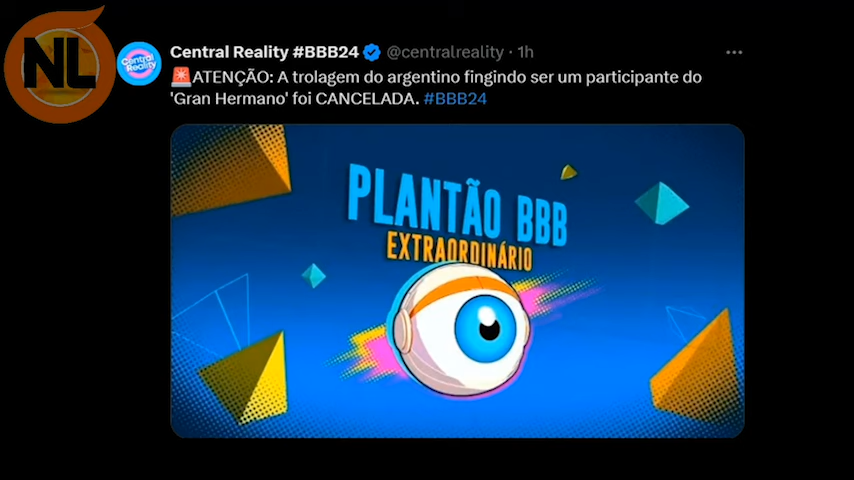 NL
Central Reality
Central Reality #BBB24 @centralreality · 1h
🚨ATENÇÃO: A trolagem do argentino fingindo ser um participante do
'Gran Hermano' foi CANCELADA. #BBB24
PLANTÃO BBB
EXTRAORDINÁRIO